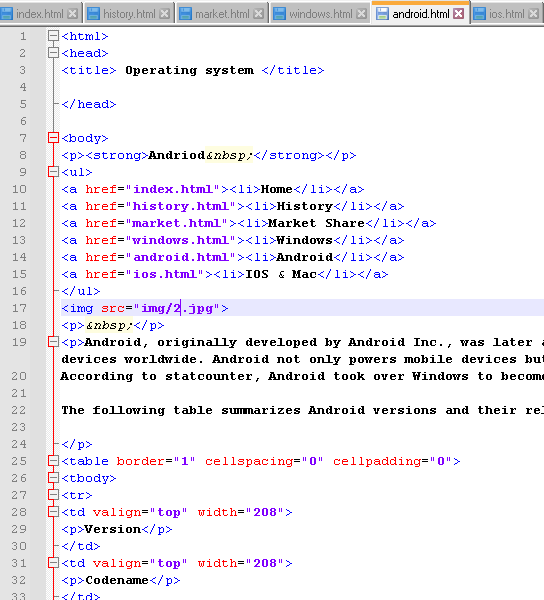 index.html history.html market.html windows.html android.html ios.html
1 <html>
2 <head>
3 <title> Operating system </title>
4
5 </head>
6
7 <body>
8 <p><strong>Andriod&nbsp;</strong></p>
9 <ul>
10 <a href="index.html"><li>Home</li></a>
11 <a href="history.html"><li>History</li></a>
12 <a href="market.html"><li>Market Share</li></a>
13 <a href="windows.html"><li>Windows</li></a>
14 <a href="android.html"><li>Android</li></a>
15 <a href="ios.html"><li>IOS & Mac</li></a>
16 </ul>
17 <img src="img/2.jpg">
18 <p>&nbsp;</p>
19 <p>Android, originally developed by Android Inc., was later a
devices worldwide. Android not only powers mobile devices but
20 According to statcounter, Android took over Windows to become
21
22 The following table summarizes Android versions and their rel
23
24 </p>
25 <table border="1" cellspacing="0" cellpadding="0">
26 <tbody>
27 <tr>
28 <td valign="top" width="208">
29 <p>Version</p>
30 </td>
31 <td valign="top" width="208">
32 <p>Codename</p>
33 </td>